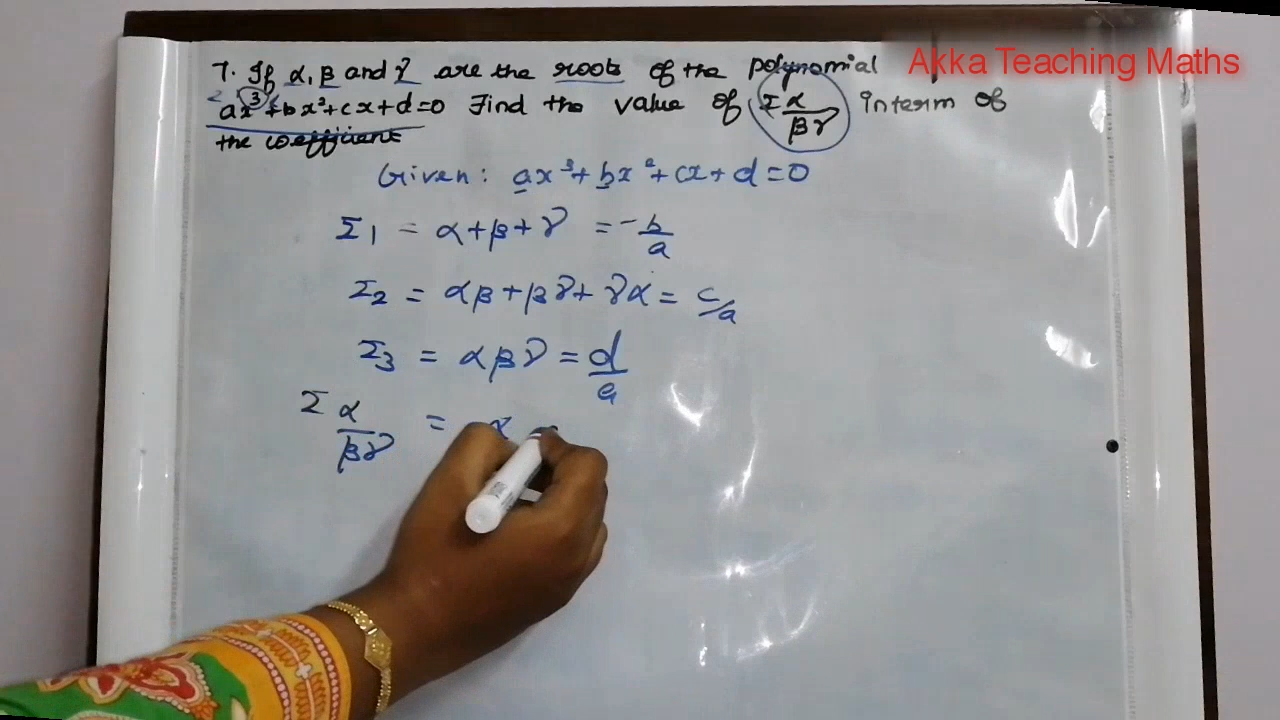 Akka Teaching Maths
7. If α, β and γ are the roots of the polynomial
ax³+bx²+cx+d=0 Find the value of Σ α/βγ interm of
the coefficient
Given: ax³+bx²+cx+d=0
Σ1 = α+β+γ = -b/a
Σ2 = αβ+βγ+γα = c/a
Σ3 = αβγ = d/a
Σ α/βγ = α